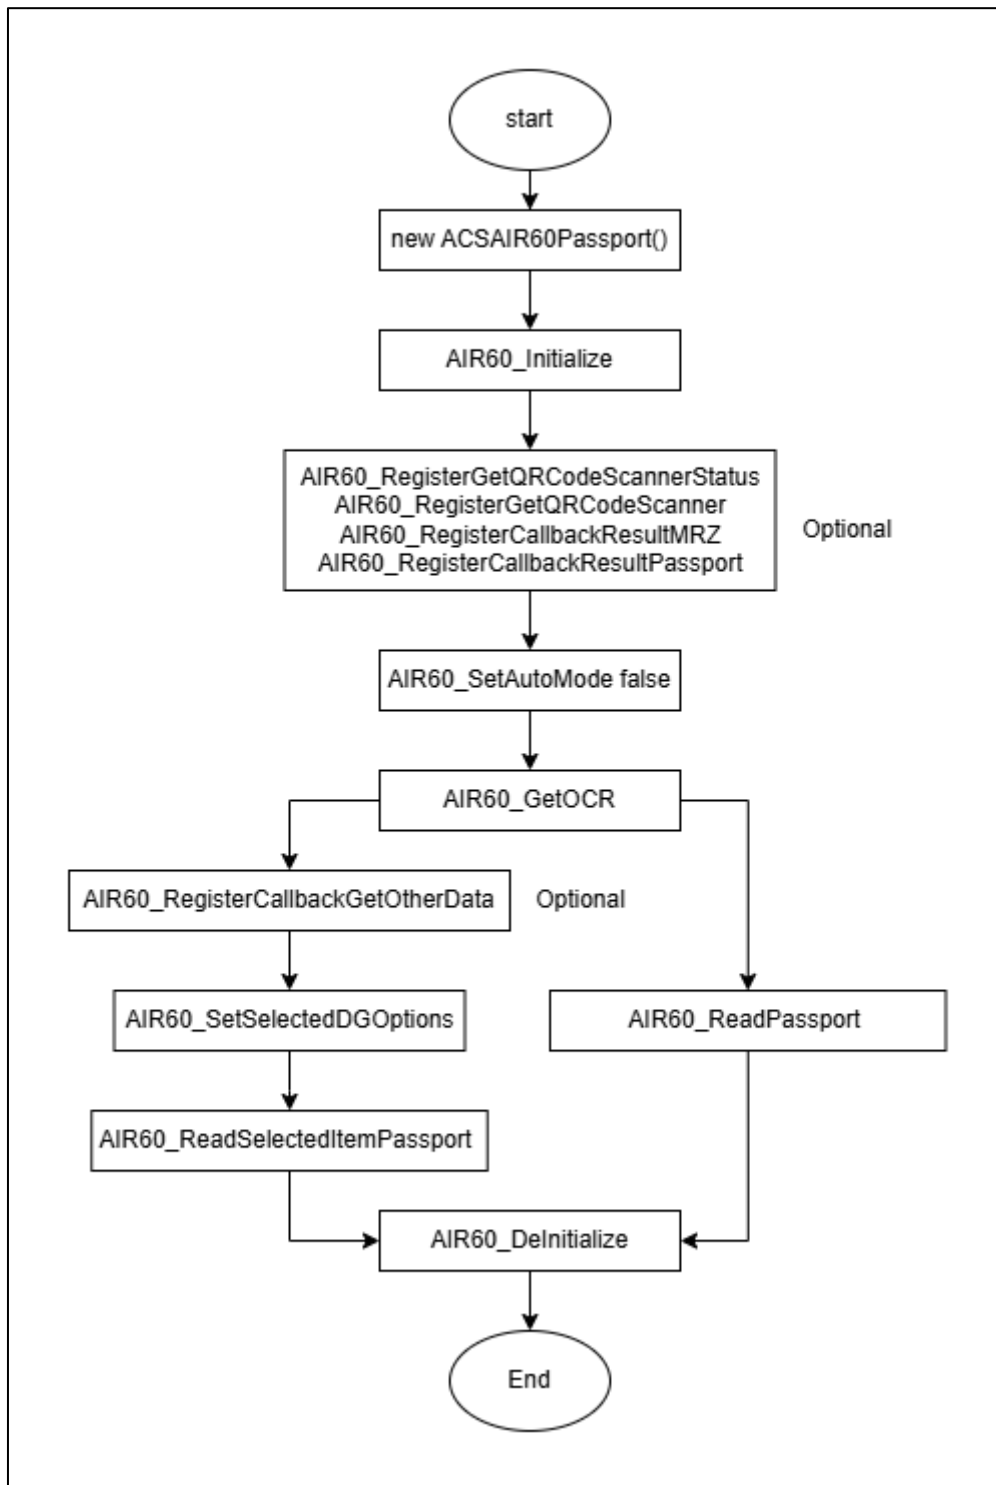 start
new ACSAIR60Passport()
AIR60_Initialize
AIR60_RegisterGetQRCodeScannerStatus
AIR60_RegisterGetQRCodeScanner
AIR60_RegisterCallbackResultMRZ
AIR60_RegisterCallbackResultPassport
Optional
AIR60_SetAutoMode false
AIR60_GetOCR
AIR60_RegisterCallbackGetOtherData
Optional
AIR60_SetSelectedDGOptions
AIR60_ReadPassport
AIR60_ReadSelectedItemPassport
AIR60_DeInitialize
End